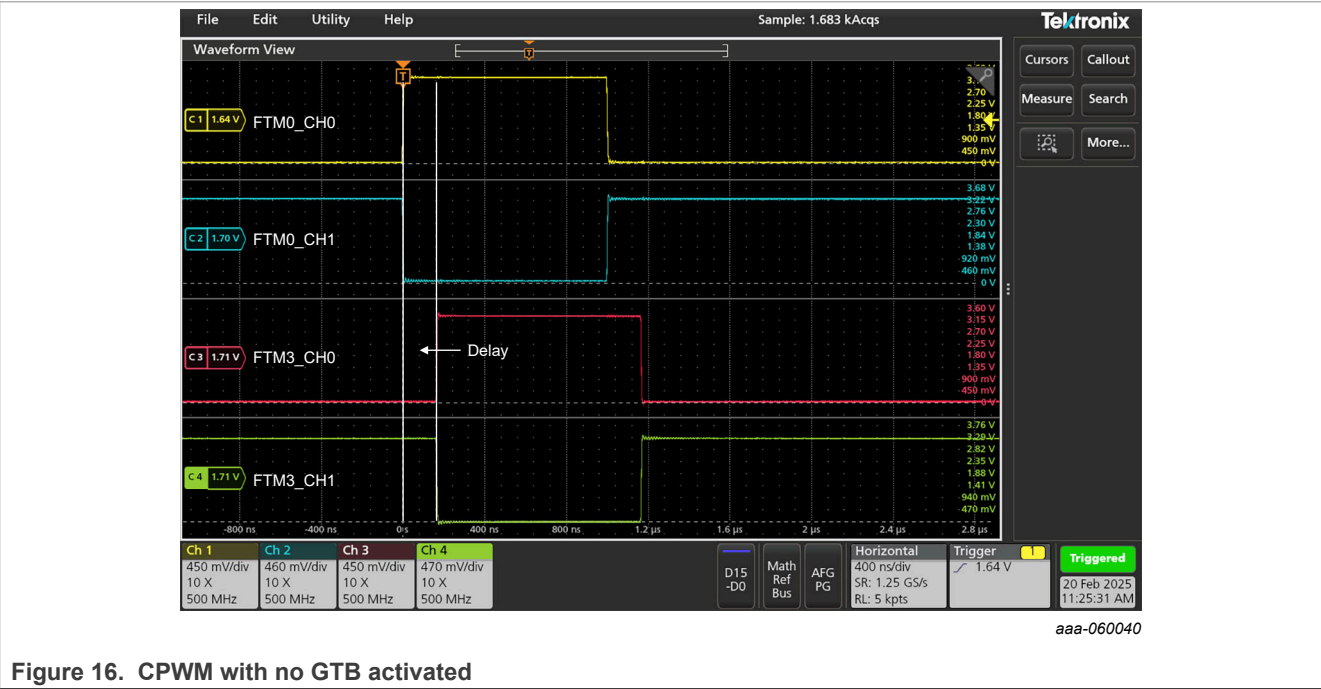 File Edit Utility Help Sample: 1.683 kAcqs Tektronix
Waveform View
T
T
Cursors Callout
Measure Search
More...
C 1 1.64 V FTM0_CH0
3.
2.70
2.25 V
1.80 V
1.35 V
900 mV
450 mV
0 V
C 2 1.70 V FTM0_CH1
3.68 V
3.22 V
2.76 V
2.30 V
1.84 V
1.38 V
920 mV
460 mV
0 V
C 3 1.71 V FTM3_CH0
Delay
3.60 V
3.15 V
2.70 V
2.25 V
1.80 V
1.35 V
900 mV
450 mV
0 V
C 4 1.71 V FTM3_CH1
3.76 V
3.29 V
2.82 V
2.35 V
1.88 V
1.41 V
940 mV
470 mV
-800 ns -400 ns 0 s 400 ns 800 ns 1.2 µs 1.6 µs 2 µs 2.4 µs 2.8 µs
Ch 1
450 mV/div
10 X
500 MHz
Ch 2
460 mV/div
10 X
500 MHz
Ch 3
450 mV/div
10 X
500 MHz
Ch 4
470 mV/div
10 X
500 MHz
D15
-D0
Math
Ref
Bus
AFG
PG
Horizontal
400 ns/div
SR: 1.25 GS/s
RL: 5 kpts
Trigger 1
1.64 V
Triggered
20 Feb 2025
11:25:31 AM
aaa-060040
Figure 16. CPWM with no GTB activated